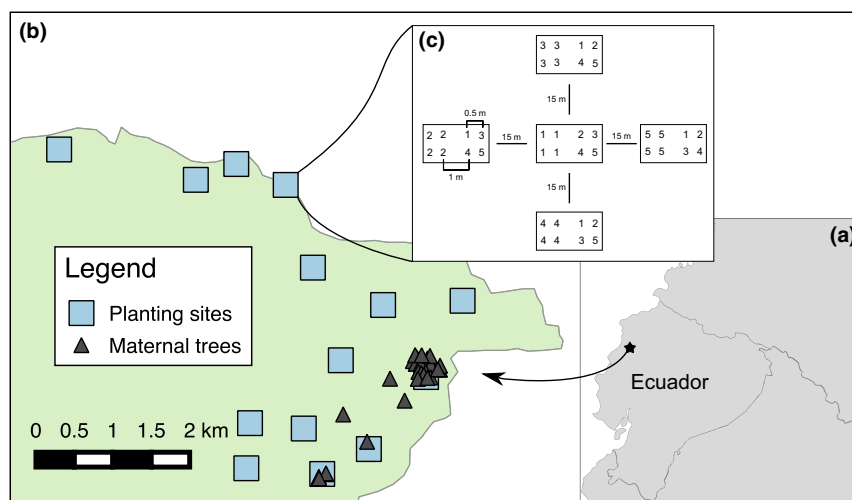 (b)
(c)
3 3 1 2
3 3 4 5
15 m
0.5 m
2 2 1 3
2 2 4 5
1 m
15 m
1 1 2 3
1 1 4 5
15 m
5 5 1 2
5 5 3 4
15 m
4 4 1 2
4 4 3 5
(a)
Legend
Planting sites
Maternal trees
Ecuador
0 0.5 1 1.5 2 km